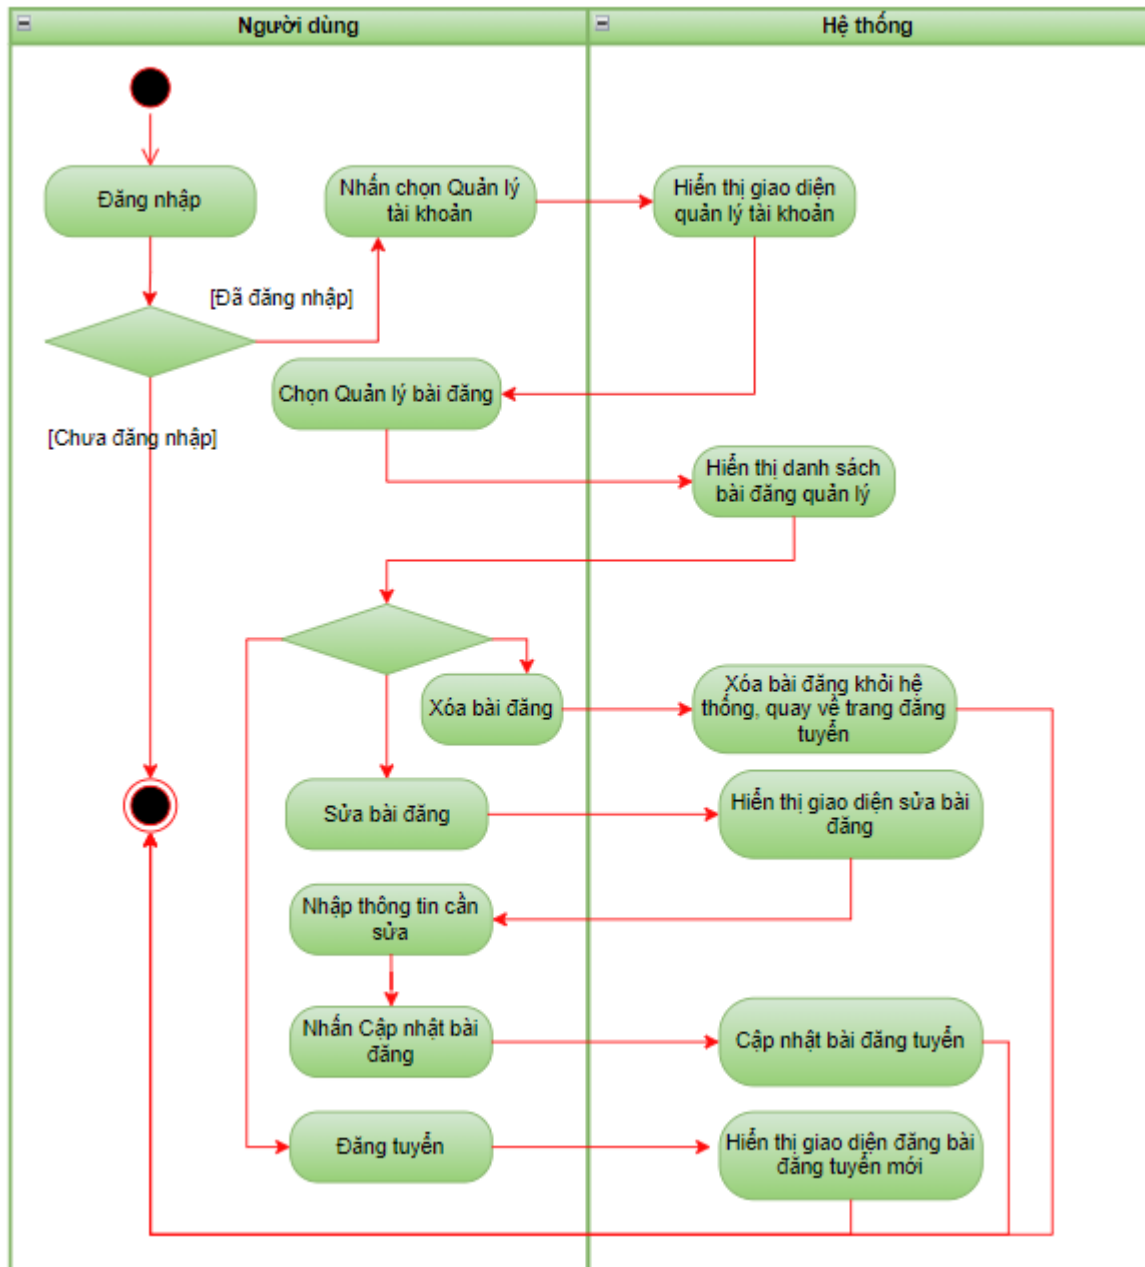 Người dùng
Hệ thống
Đăng nhập
Nhấn chọn Quản lý
tài khoản
Hiển thị giao diện
quản lý tài khoản
[Đã đăng nhập]
Chọn Quản lý bài đăng
[Chưa đăng nhập]
Hiển thị danh sách
bài đăng quản lý
Xóa bài đăng
Xóa bài đăng khỏi hệ
thống, quay về trang đăng
tuyển
Sửa bài đăng
Hiển thị giao diện sửa bài
đăng
Nhập thông tin cần
sửa
Nhấn Cập nhật bài
đăng
Cập nhật bài đăng tuyển
Đăng tuyển
Hiển thị giao diện đăng bài
đăng tuyển mới